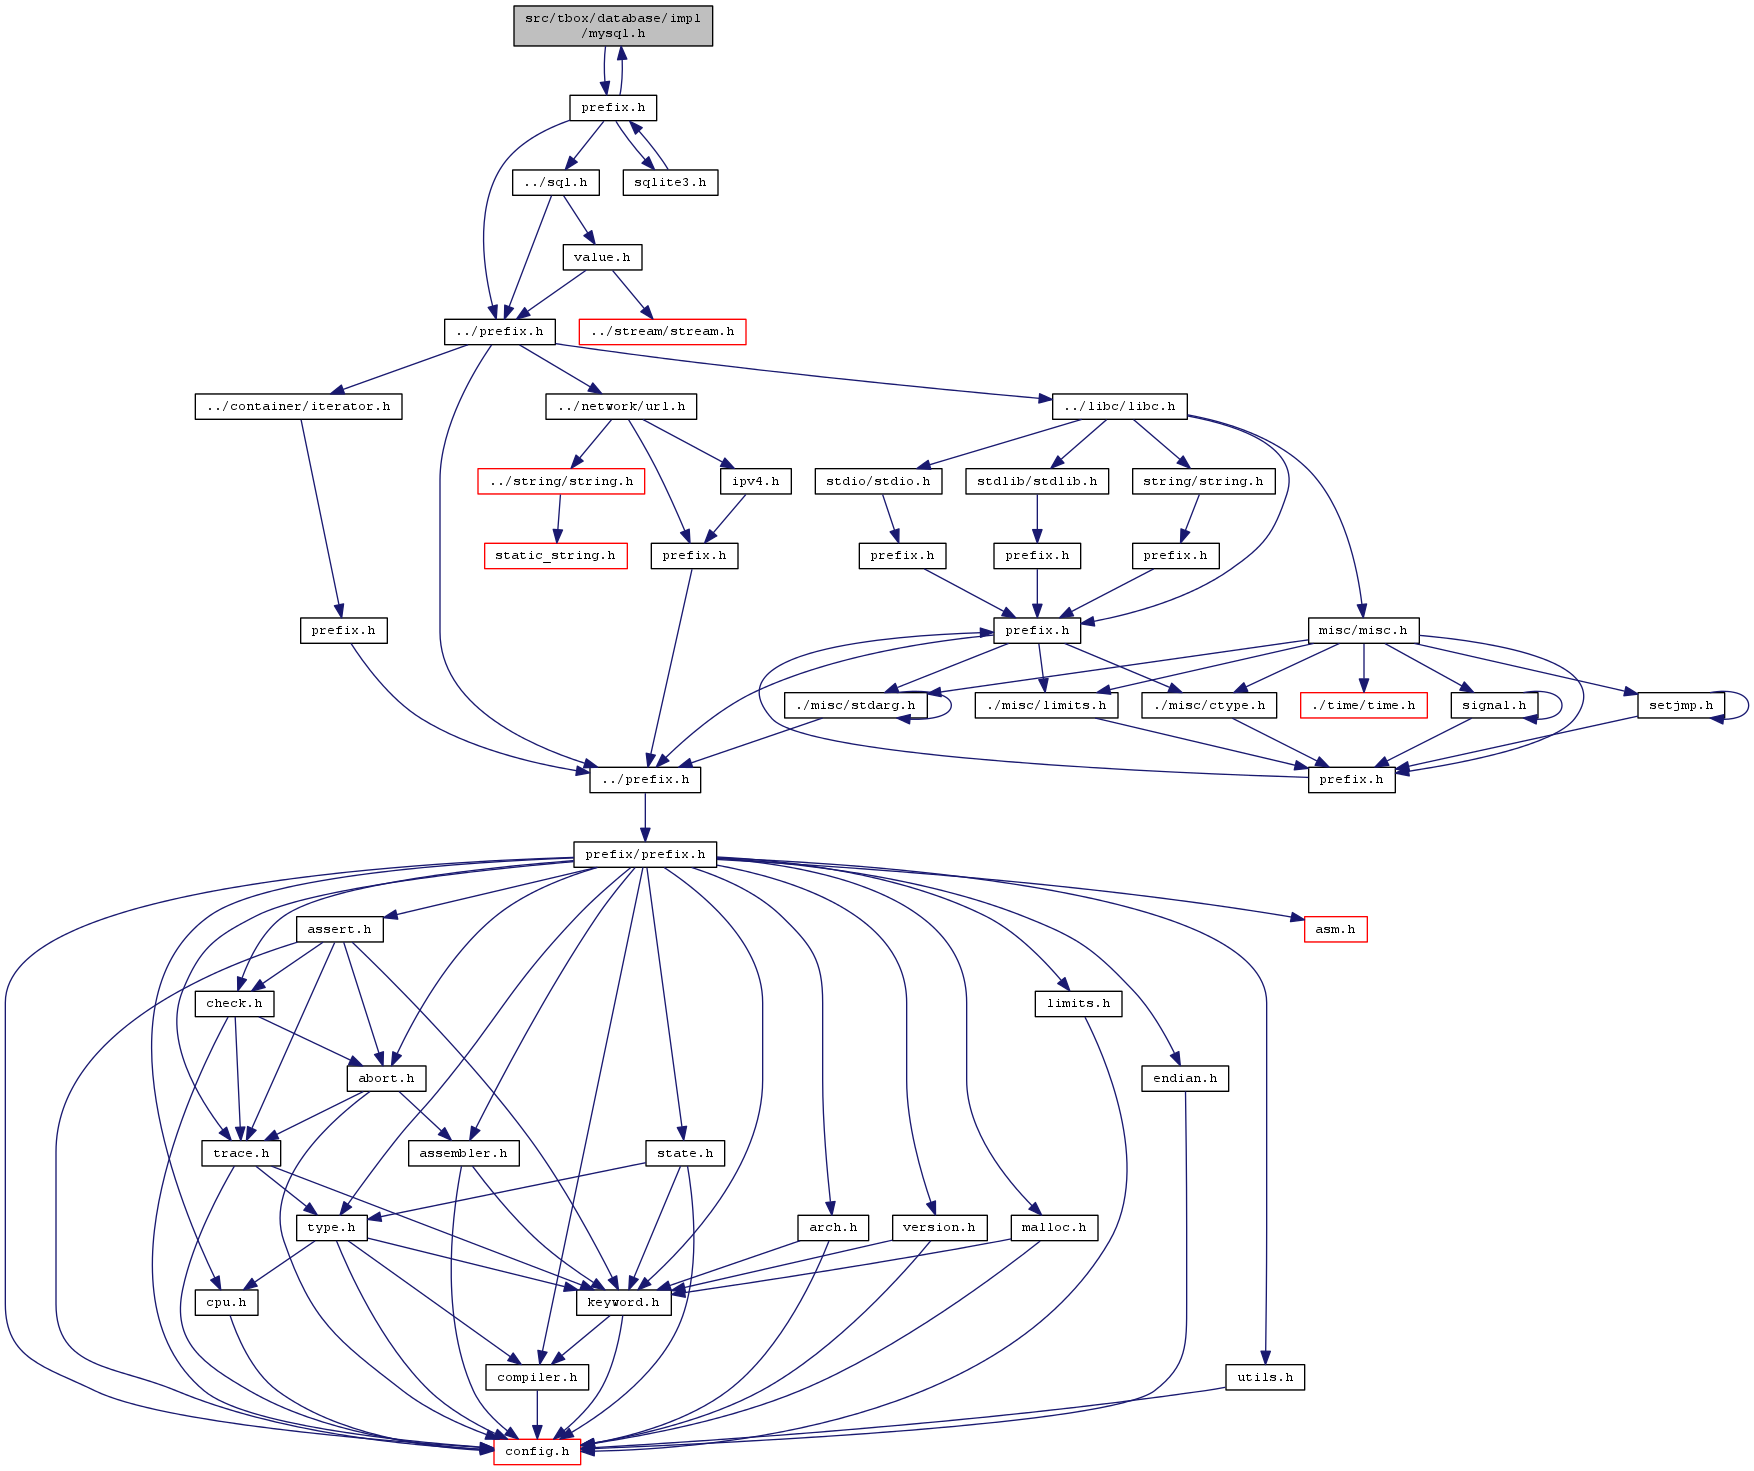 src/tbox/database/impl
/mysql.h
prefix.h
../sql.h
sqlite3.h
value.h
../prefix.h
../stream/stream.h
../container/iterator.h
../network/url.h
../libc/libc.h
../string/string.h
ipv4.h
stdio/stdio.h
stdlib/stdlib.h
string/string.h
static_string.h
prefix.h
prefix.h
prefix.h
prefix.h
prefix.h
prefix.h
misc/misc.h
./misc/stdarg.h
./misc/limits.h
./misc/ctype.h
./time/time.h
signal.h
setjmp.h
../prefix.h
prefix.h
prefix/prefix.h
assert.h
asm.h
check.h
limits.h
abort.h
endian.h
trace.h
assembler.h
state.h
type.h
arch.h
version.h
malloc.h
cpu.h
keyword.h
compiler.h
utils.h
config.h